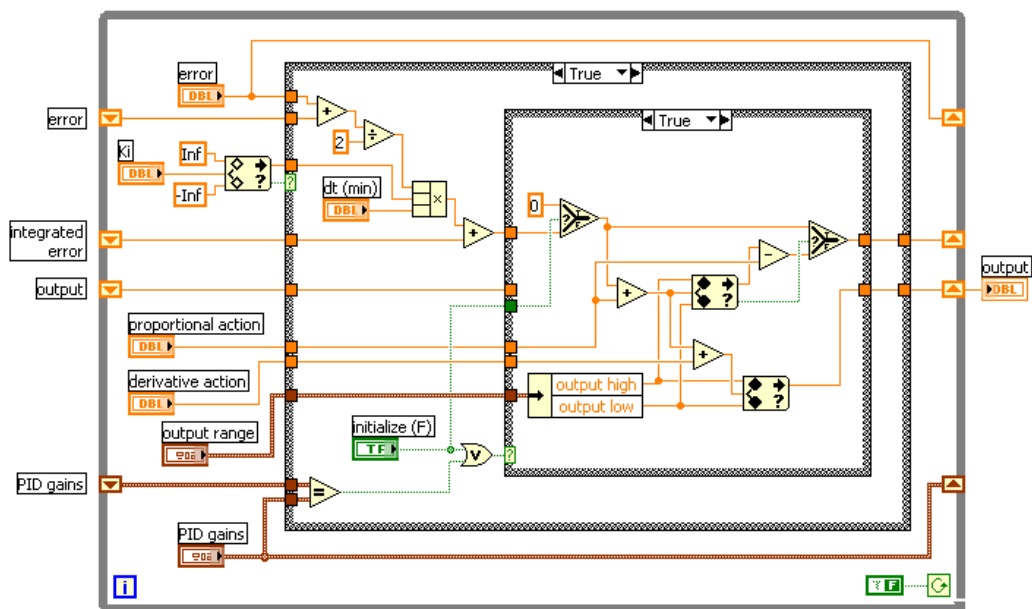 True
error
DBL
True
error
+
2
÷
Ki
Inf
DBL
?
?
-Inf
dt (min)
DBL
×
0
?
T
F
?
T
F
integrated
error
+
-
output
output
DBL
+
?
proportional action
DBL
+
derivative action
output high
?
DBL
output low
output range
initialize (F)
TF
V
?
PID gains
=
PID gains
i
F